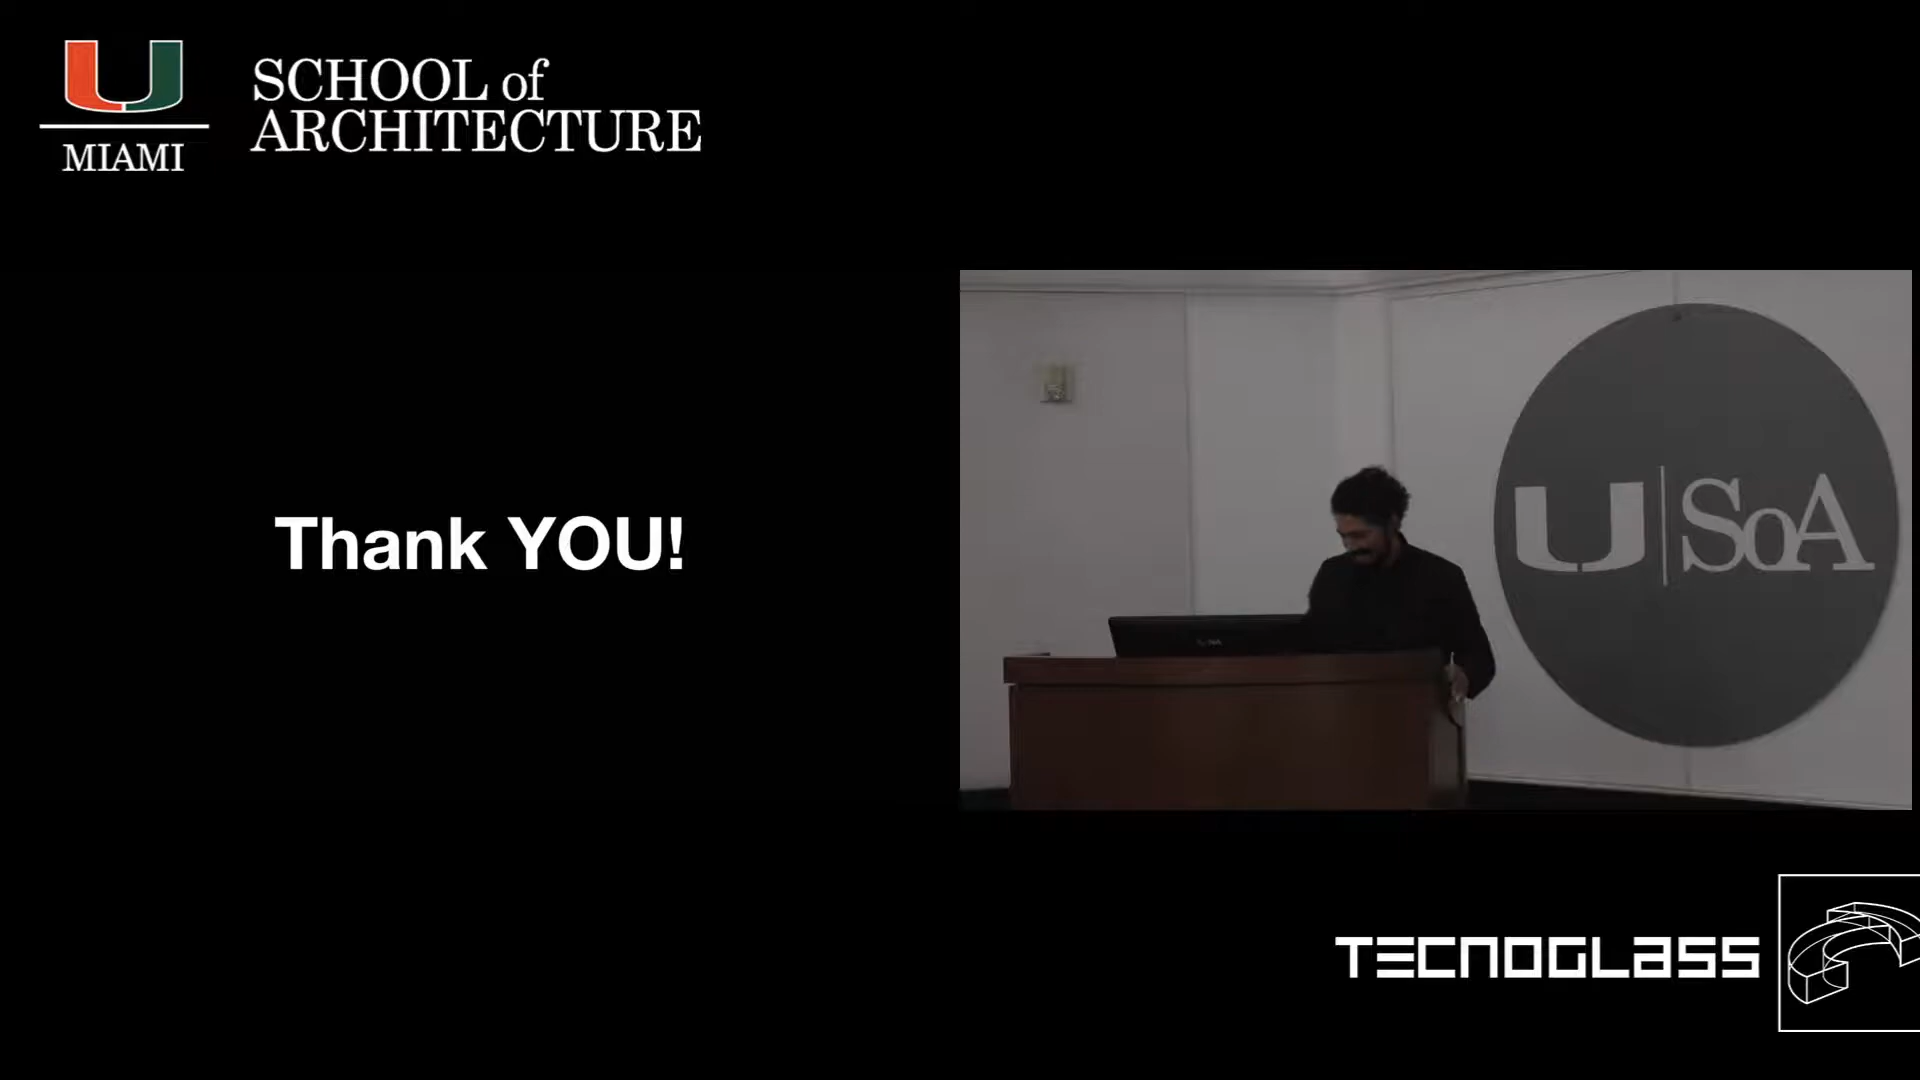 SCHOOL of
ARCHITECTURE
MIAMI
Thank YOU!
U | SoA
TECNOGLASS